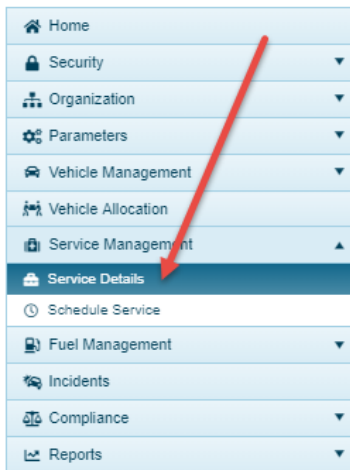 Home
Security
Organization
Parameters
Vehicle Management
Vehicle Allocation
Service Management
Service Details
Schedule Service
Fuel Management
Incidents
Compliance
Reports